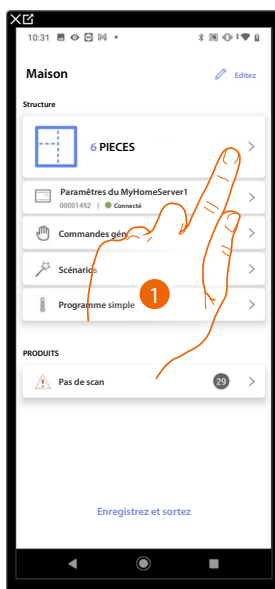 10:31
Maison
Editez
Structure
6 PIECES
Paramètres du MyHomeServer1
00001452 | Connecté
Commandes gén
Scénarios
Programme simple
1
PRODUITS
Pas de scan
29
Enregistrez et sortez